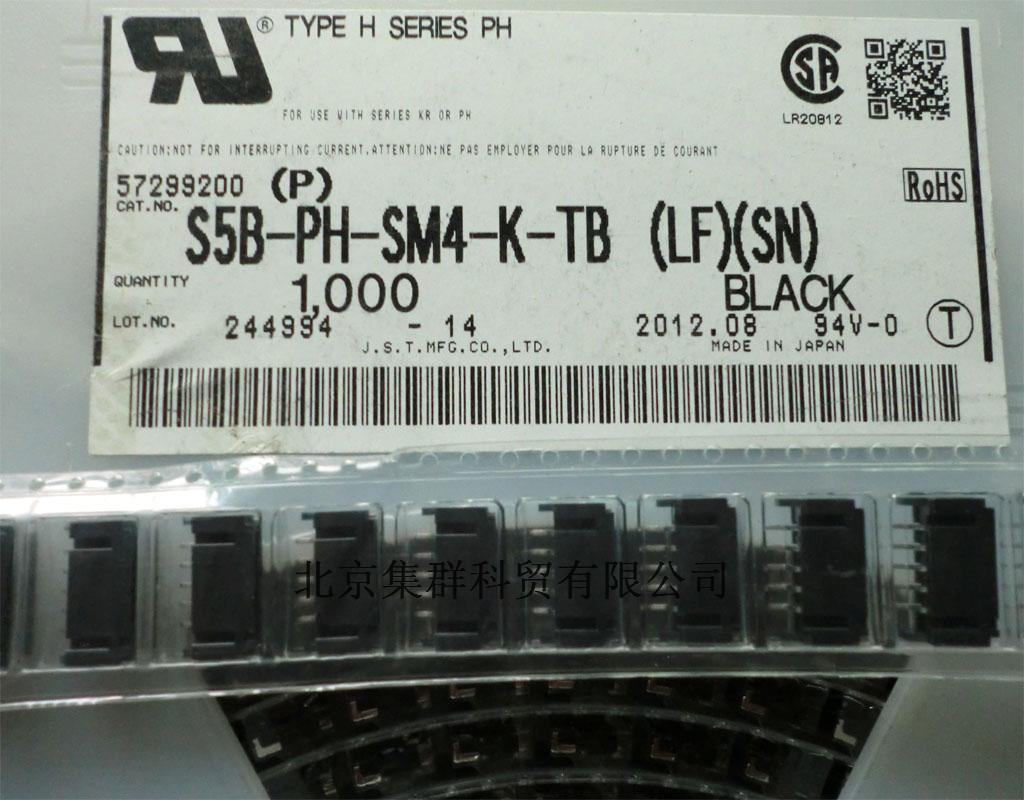 ® TYPE H SERIES PH
FOR USE WITH SERIES KR OR PH
LR20812
CAUTION:NOT FOR INTERRUPTING CURRENT.ATTENTION:NE PAS EMPLOYER POUR LA RUPTURE DE COURANT
57299200 (P)
RoHS
CAT.NO. S5B-PH-SM4-K-TB (LF)(SN)
QUANTITY 1,000 BLACK
LOT.NO. 244994 - 14 2012.08 94V-0 T
J.S.T.MFG.CO.,LTD. MADE IN JAPAN
北京集群科贸有限公司